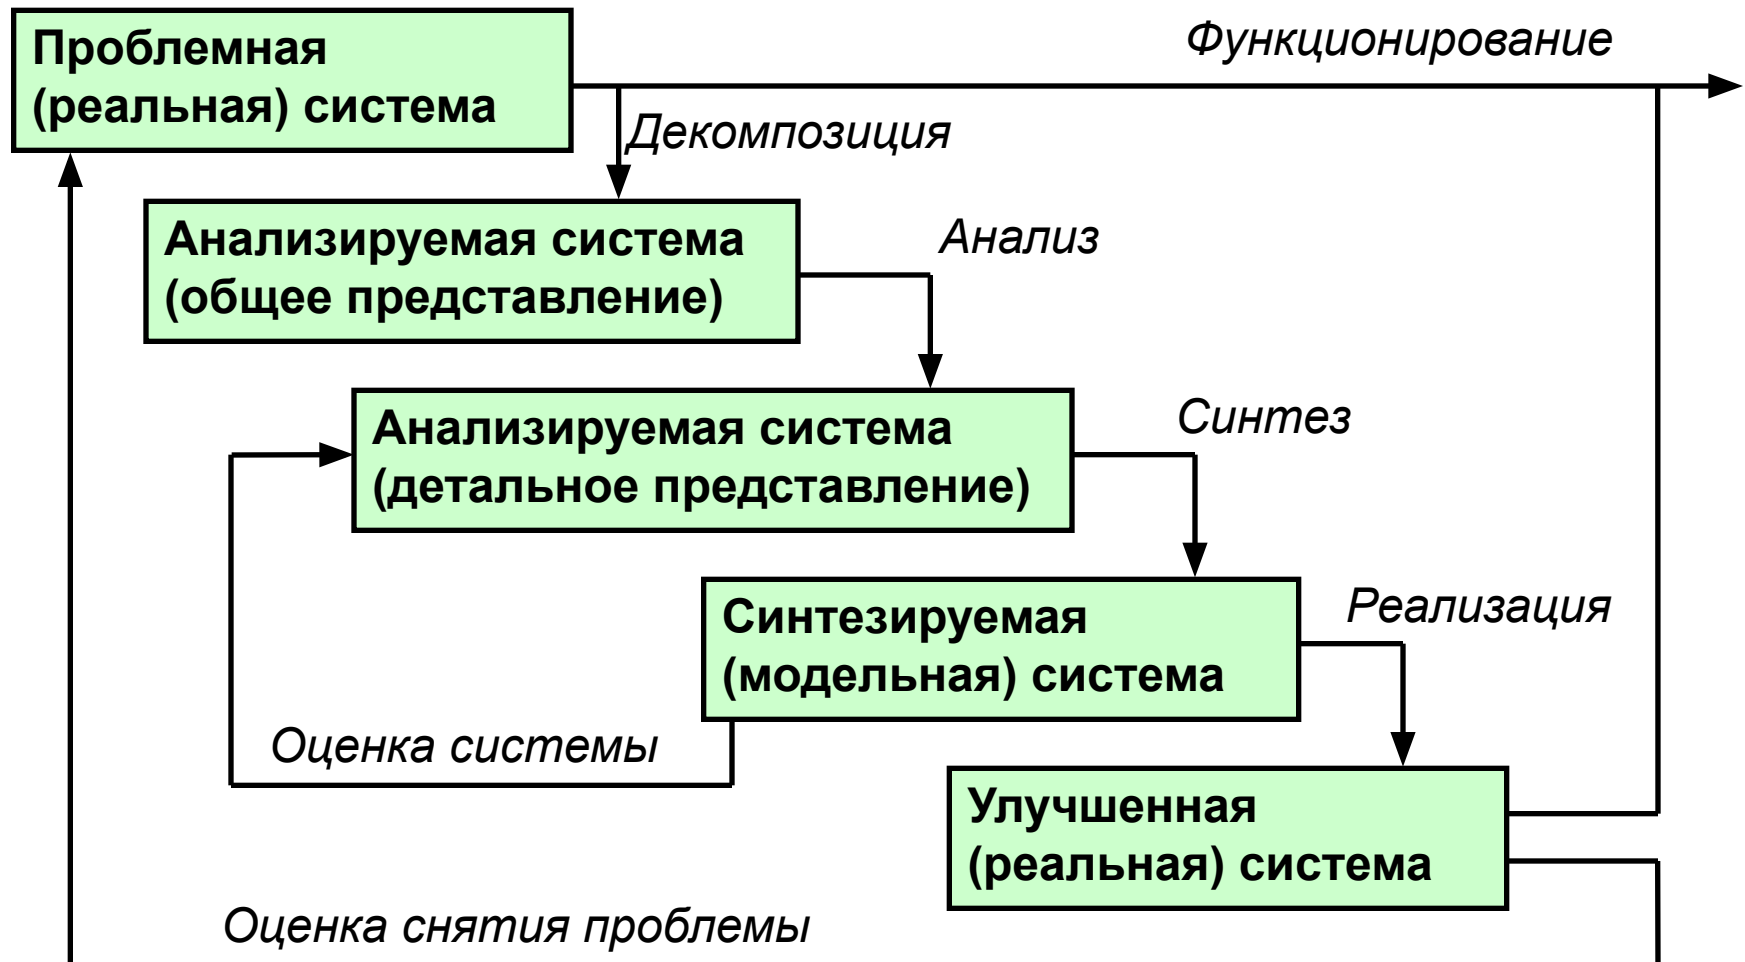 Функционирование
Проблемная
(реальная) система
Декомпозиция
Анализируемая система
(общее представление)
Анализ
Анализируемая система
(детальное представление)
Синтез
Синтезируемая
(модельная) система
Реализация
Оценка системы
Улучшенная
(реальная) система
Оценка снятия проблемы